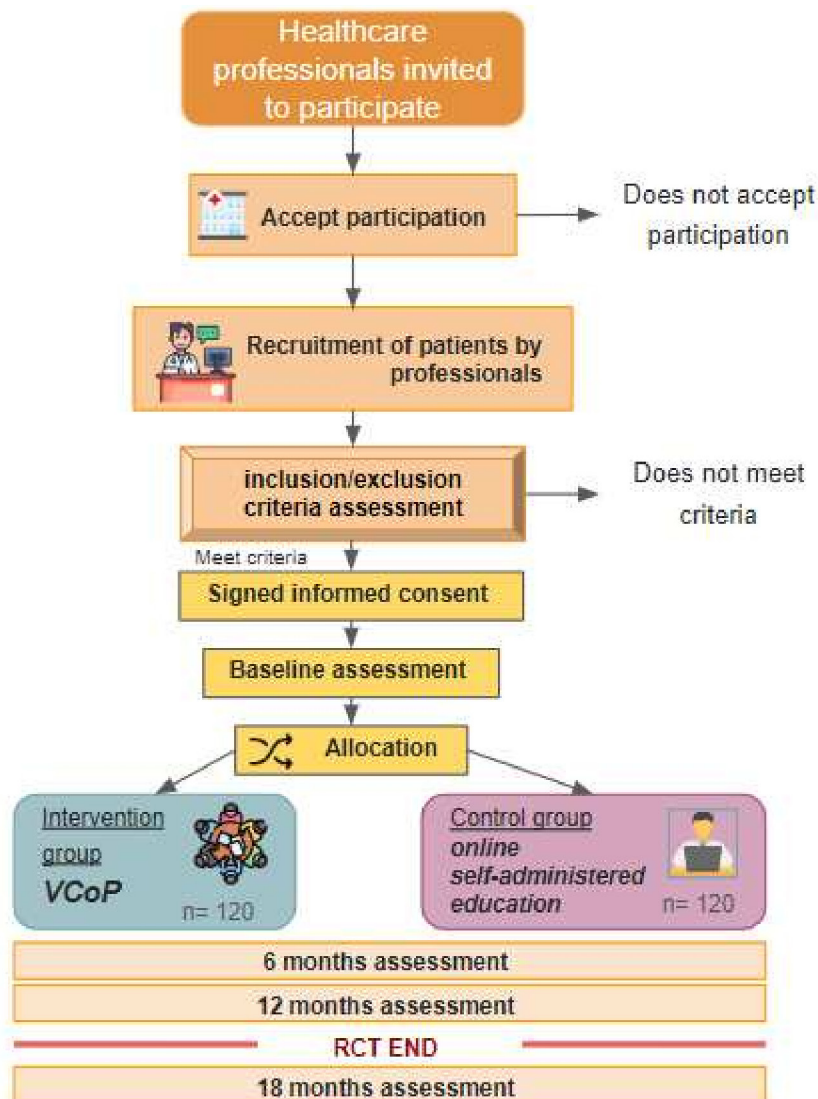 Healthcare
professionals invited
to participate
Accept participation
Does not accept
participation
Recruitment of patients by
professionals
inclusion/exclusion
criteria assessment
Does not meet
criteria
Meet criteria
Signed informed consent
Baseline assessment
Allocation
Intervention
group
VCoP
n= 120
Control group
online
self-administered
education
n= 120
6 months assessment
12 months assessment
RCT END
18 months assessment